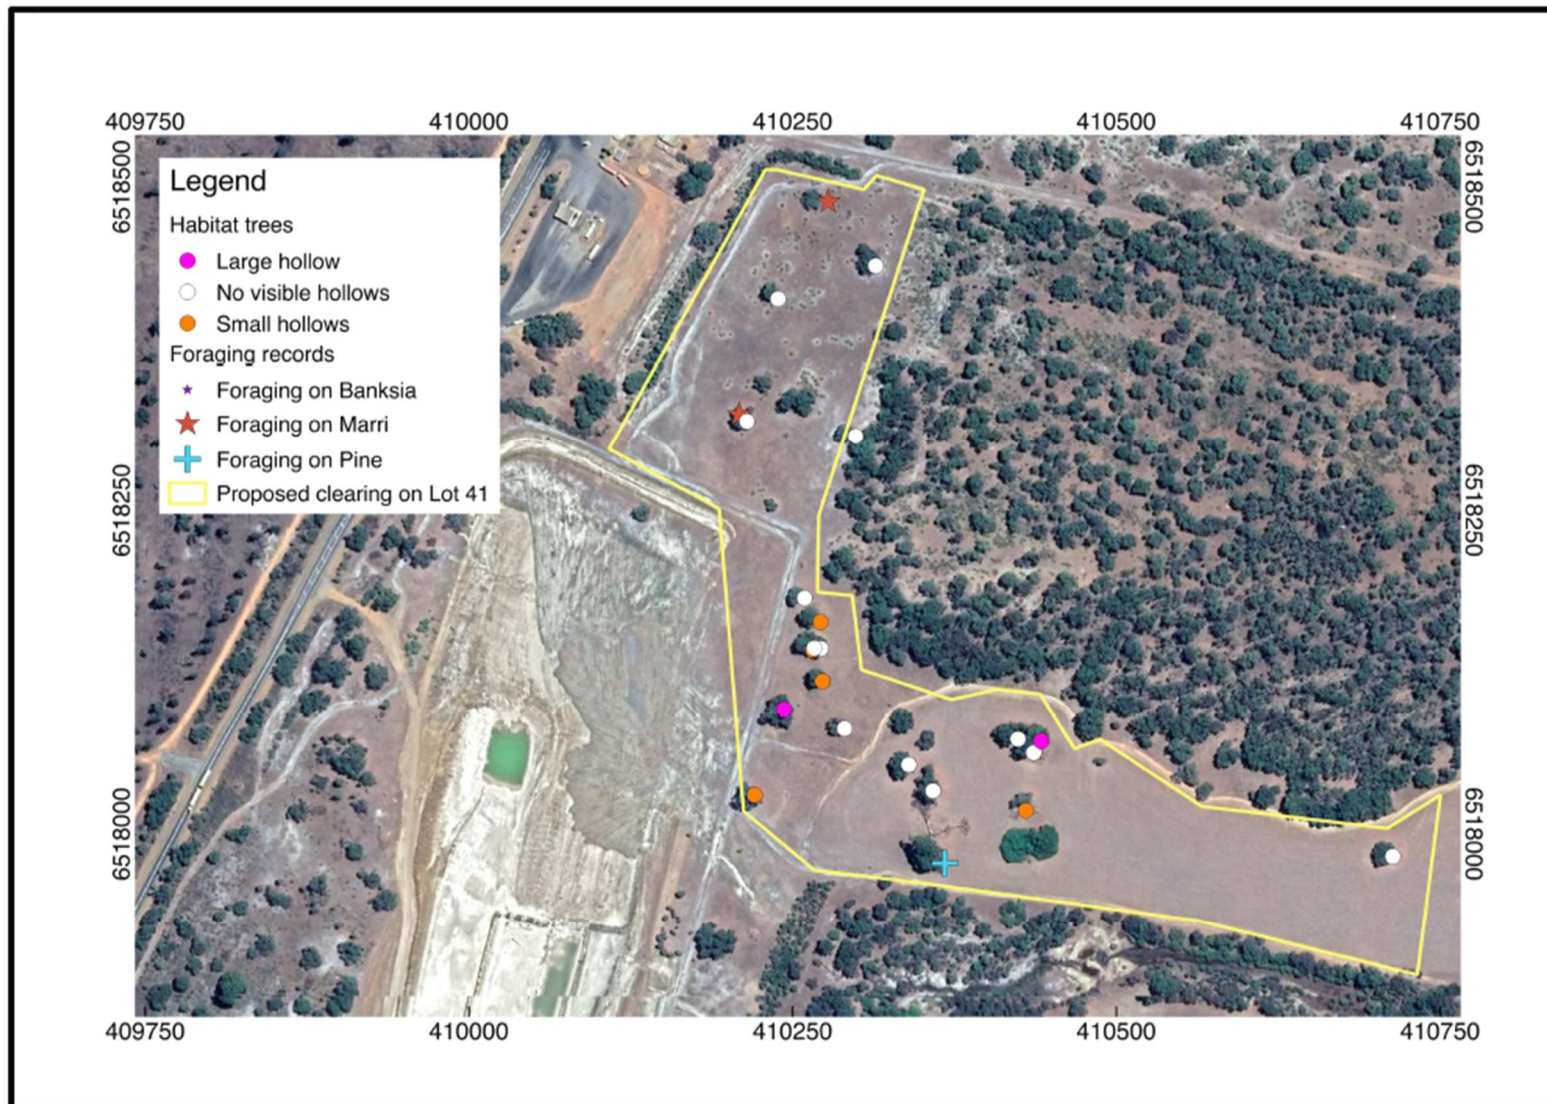 409750 410000 410250 410500 410750
6518500
6518250
6518000
Legend
Habitat trees
Large hollow
No visible hollows
Small hollows
Foraging records
Foraging on Banksia
Foraging on Marri
Foraging on Pine
Proposed clearing on Lot 41
6518500
6518250
6518000
409750 410000 410250 410500 410750